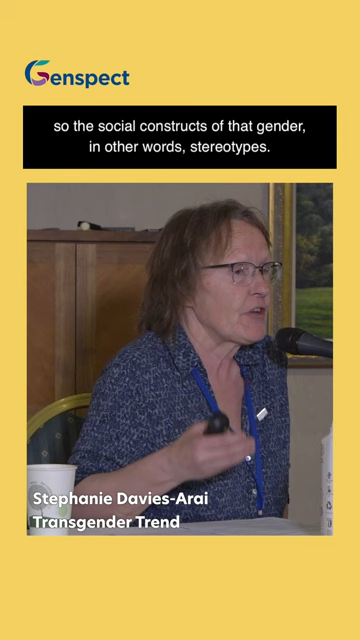 Genspect
so the social constructs of that gender,
in other words, stereotypes.
Stephanie Davies-Arai
Transgender Trend